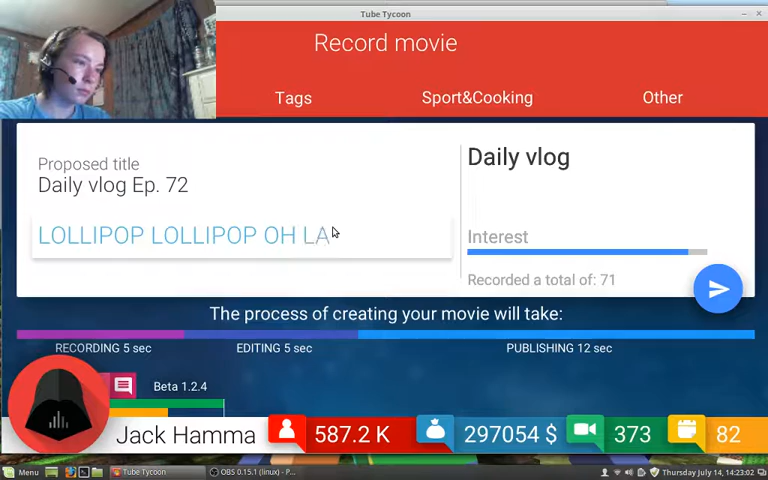 Tube Tycoon
Record movie
Tags
Sport&Cooking
Other
Proposed title
Daily vlog Ep. 72
LOLLIPOP LOLLIPOP OH LA
Daily vlog
Interest
Recorded a total of: 71
The process of creating your movie will take:
RECORDING 5 sec
EDITING 5 sec
PUBLISHING 12 sec
Beta 1.2.4
Jack Hamma
587.2 K
297054 $
373
82
Menu
Tube Tycoon
OBS 0.15.1 (linux) - P...
Thursday July 14, 14:23:02